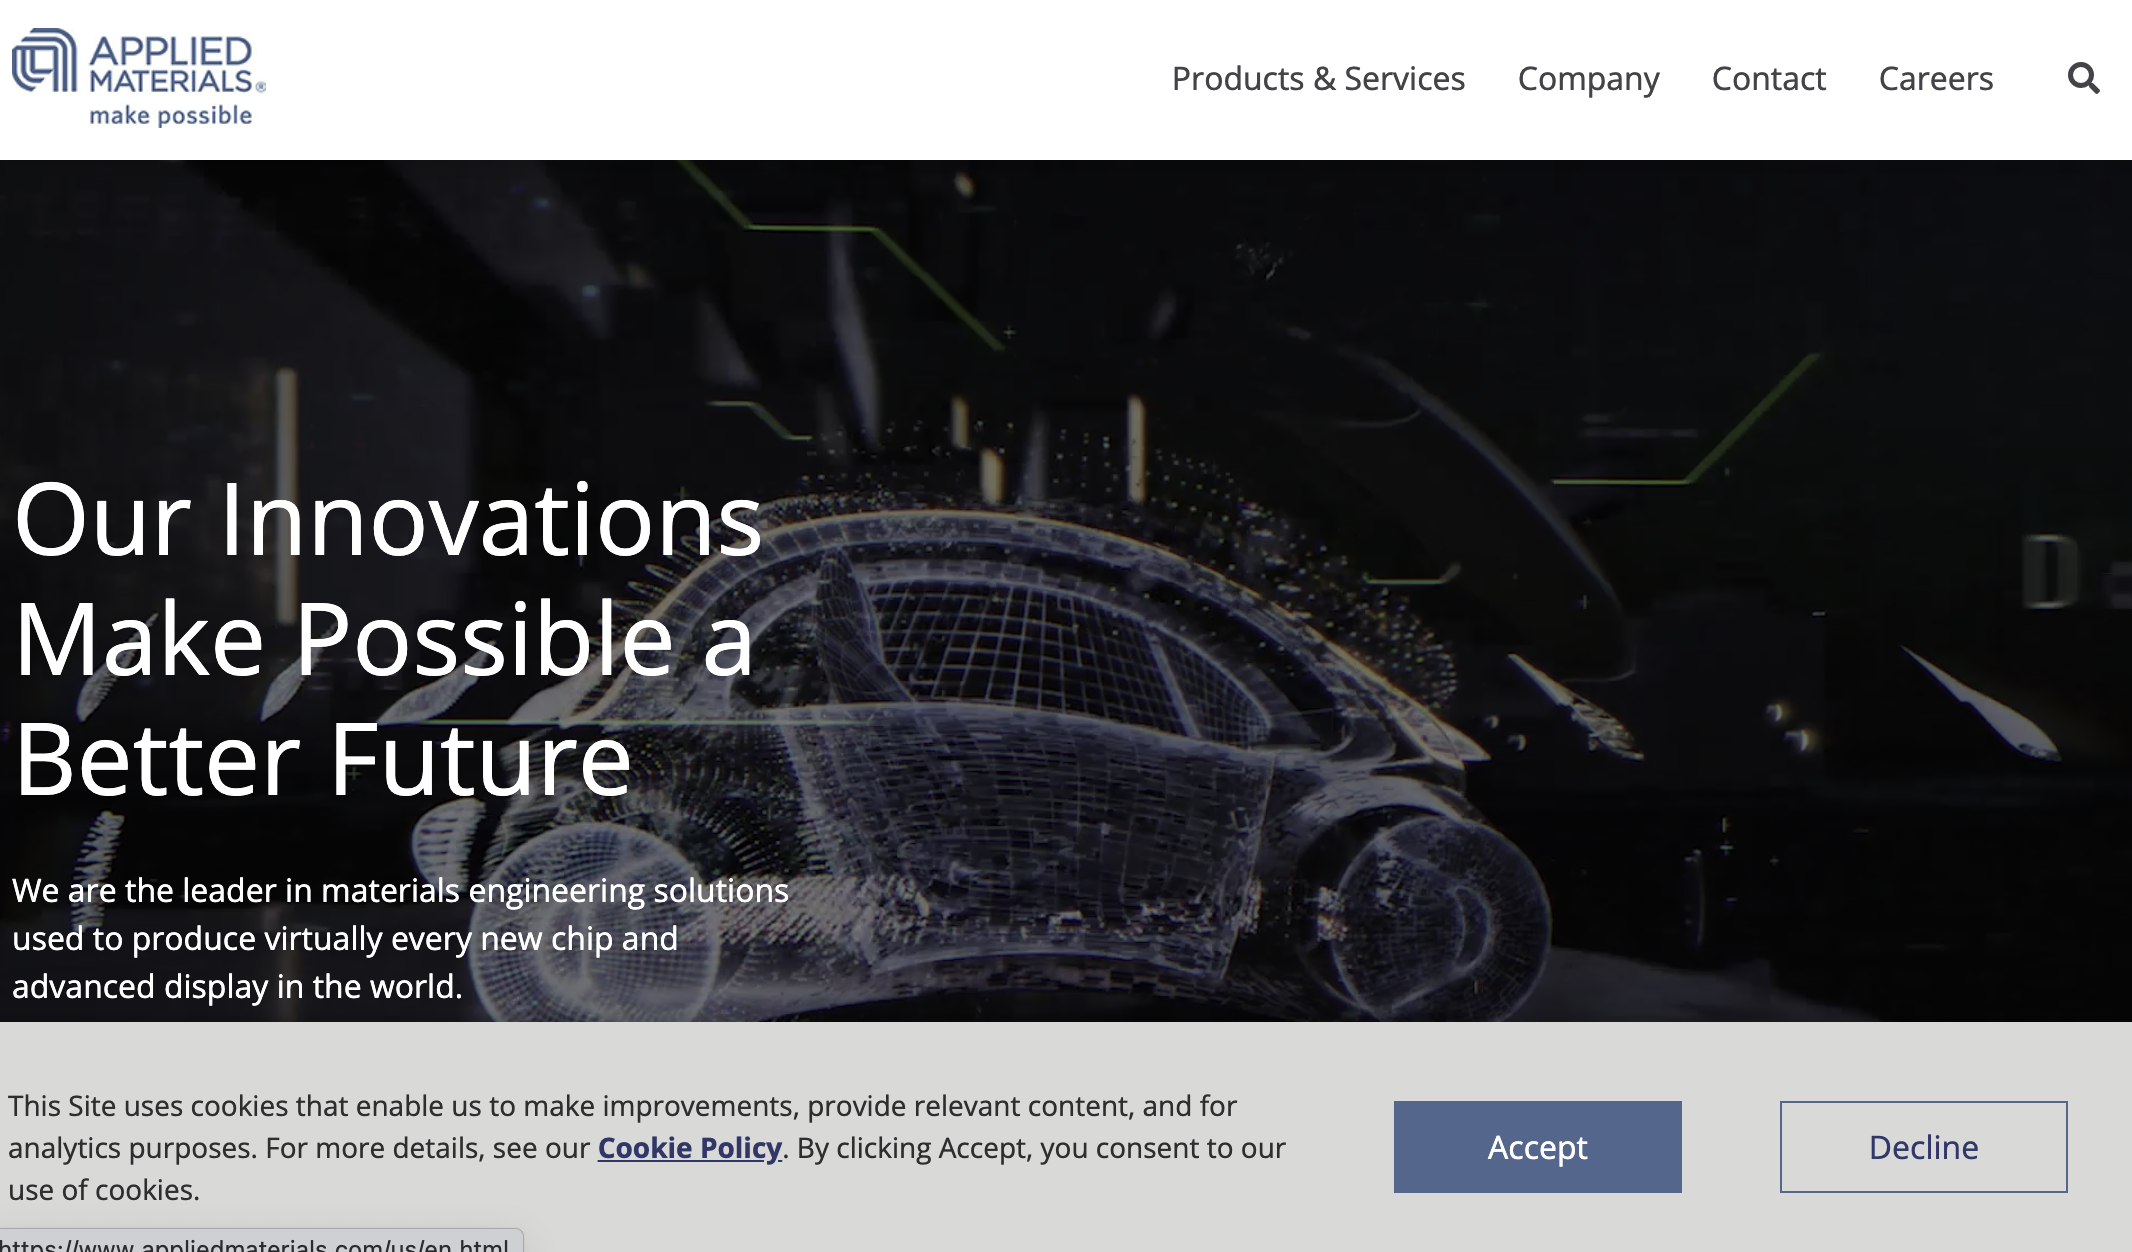 APPLIED
MATERIALS®
make possible
Products & Services
Company
Contact
Careers
Our Innovations
Make Possible a
Better Future
We are the leader in materials engineering solutions
used to produce virtually every new chip and
advanced display in the world.
D
This Site uses cookies that enable us to make improvements, provide relevant content, and for
analytics purposes. For more details, see our Cookie Policy. By clicking Accept, you consent to our
use of cookies.
Accept
Decline
https://www.appliedmaterials.com/us/en.html